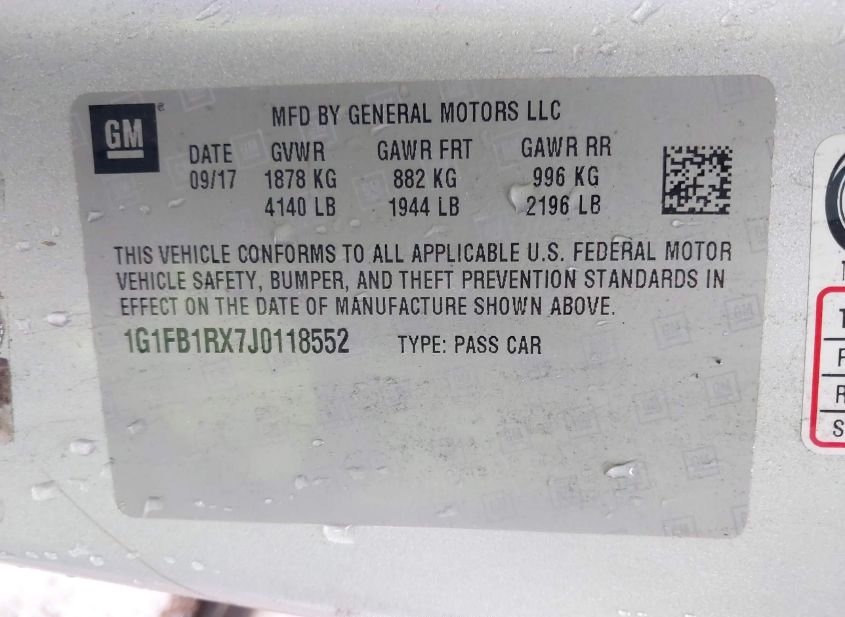 GM
®
MFD BY GENERAL MOTORS LLC
DATE GVWR GAWR FRT GAWR RR
09/17 1878 KG 882 KG 996 KG
4140 LB 1944 LB 2196 LB
THIS VEHICLE CONFORMS TO ALL APPLICABLE U.S. FEDERAL MOTOR
VEHICLE SAFETY, BUMPER, AND THEFT PREVENTION STANDARDS IN
EFFECT ON THE DATE OF MANUFACTURE SHOWN ABOVE.
1G1FB1RX7J0118552 TYPE: PASS CAR